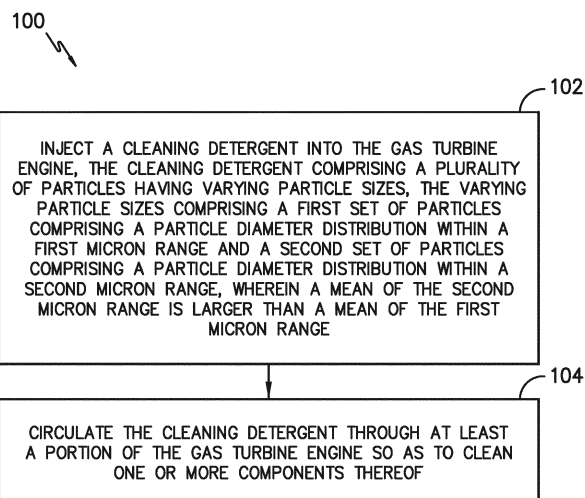 100
102
INJECT A CLEANING DETERGENT INTO THE GAS TURBINE
ENGINE, THE CLEANING DETERGENT COMPRISING A PLURALITY
OF PARTICLES HAVING VARYING PARTICLE SIZES, THE VARYING
PARTICLE SIZES COMPRISING A FIRST SET OF PARTICLES
COMPRISING A PARTICLE DIAMETER DISTRIBUTION WITHIN A
FIRST MICRON RANGE AND A SECOND SET OF PARTICLES
COMPRISING A PARTICLE DIAMETER DISTRIBUTION WITHIN A
SECOND MICRON RANGE, WHEREIN A MEAN OF THE SECOND
MICRON RANGE IS LARGER THAN A MEAN OF THE FIRST
MICRON RANGE
104
CIRCULATE THE CLEANING DETERGENT THROUGH AT LEAST
A PORTION OF THE GAS TURBINE ENGINE SO AS TO CLEAN
ONE OR MORE COMPONENTS THEREOF